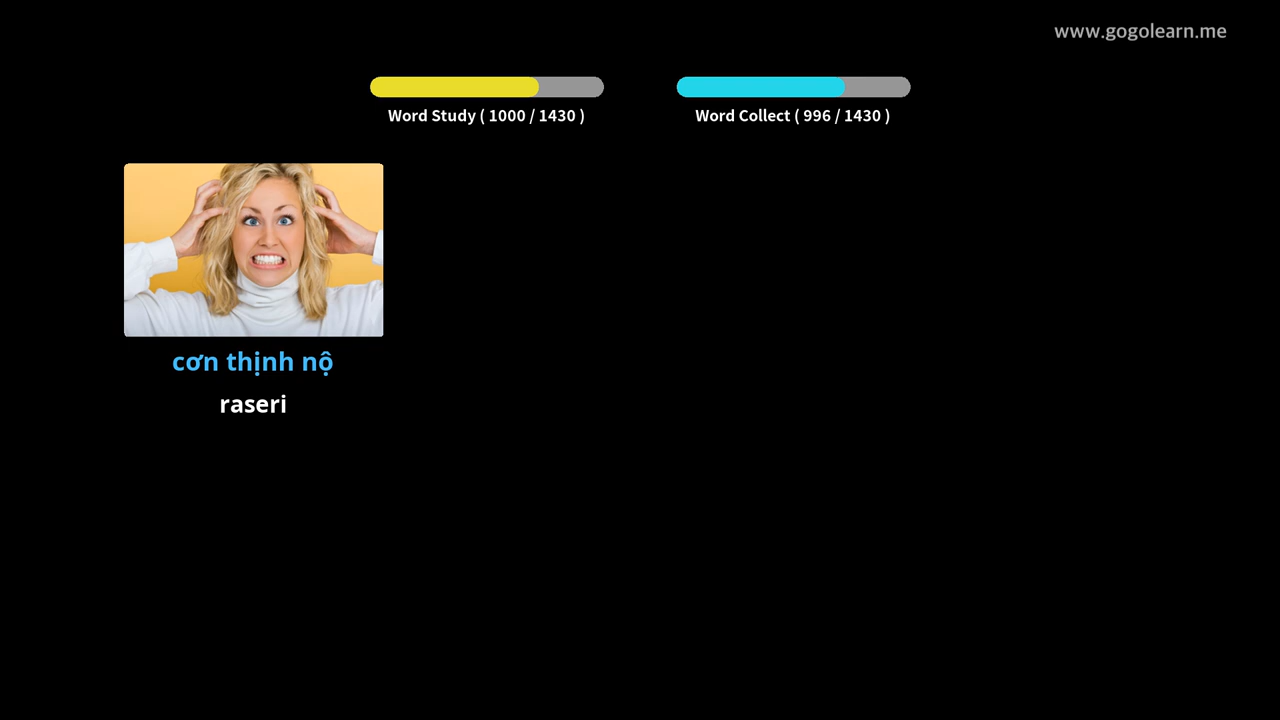 www.gogolearn.me
Word Study ( 1000 / 1430 )
Word Collect ( 996 / 1430 )
cơn thịnh nộ
raseri